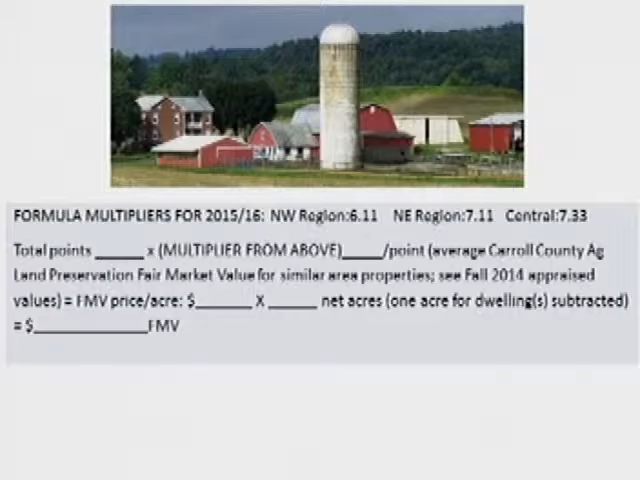 FORMULA MULTIPLIERS FOR 2015/16: NW Region:6.11 NE Region:7.11 Central:7.33
Total points ______ x (MULTIPLIER FROM ABOVE)_____/point (average Carroll County Ag
Land Preservation Fair Market Value for similar area properties; see Fall 2014 appraised
values) = FMV price/acre: $_______ X ______ net acres (one acre for dwelling(s) subtracted)
= $______________FMV